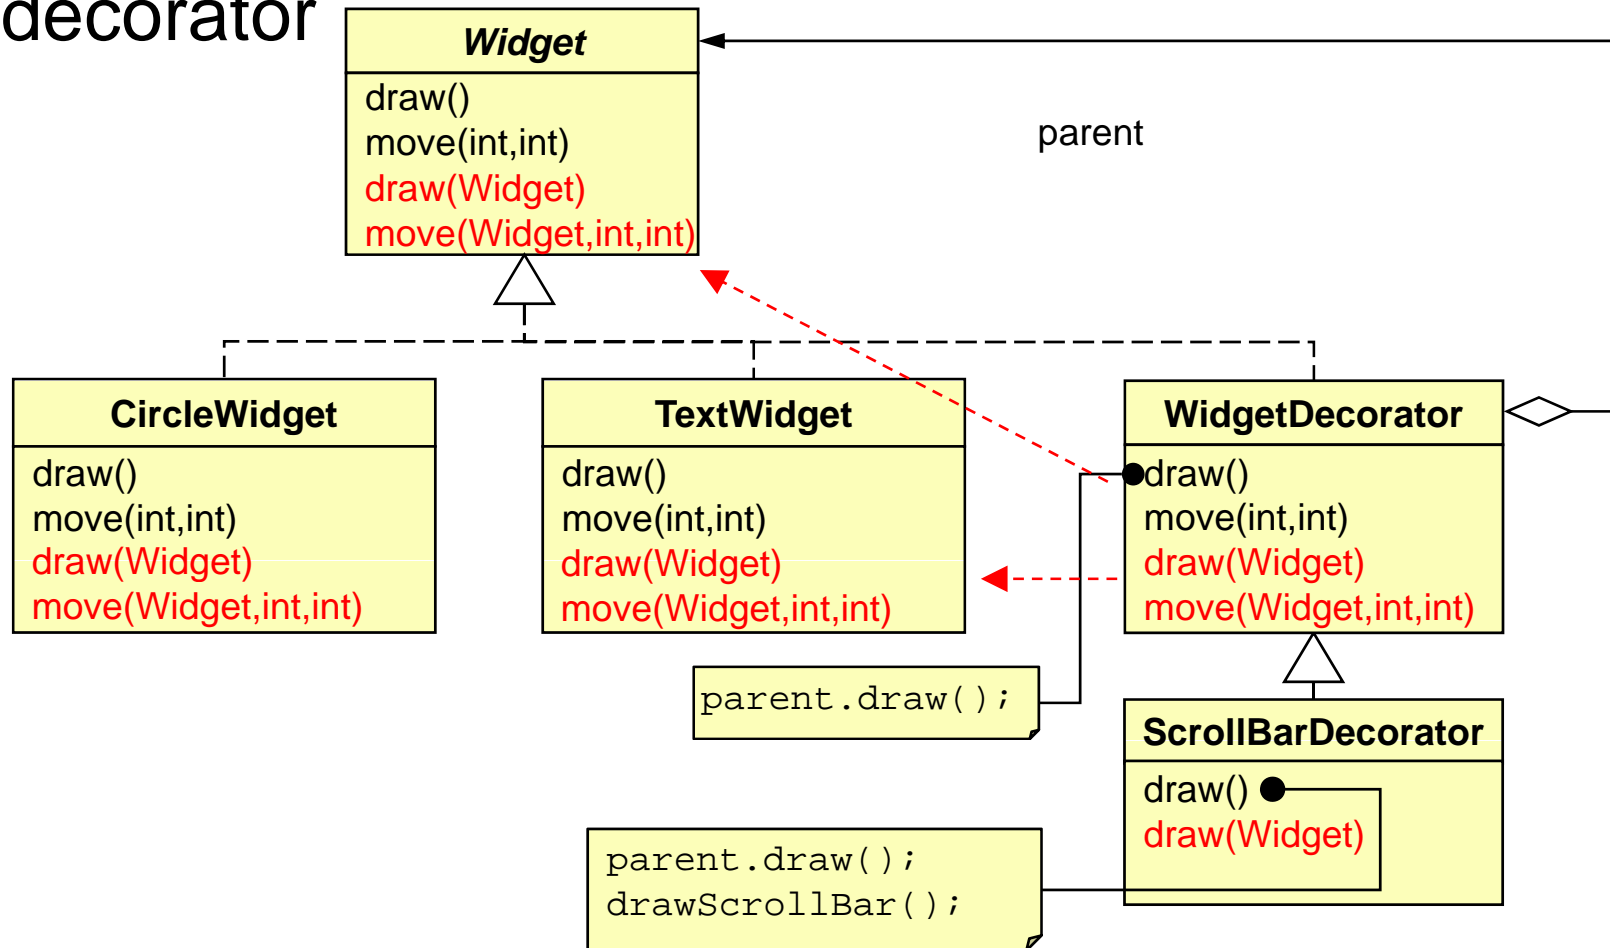 decorator
Widget
draw()
move(int,int)
draw(Widget)
move(Widget,int,int)
parent
CircleWidget
draw()
move(int,int)
draw(Widget)
move(Widget,int,int)
TextWidget
draw()
move(int,int)
draw(Widget)
move(Widget,int,int)
WidgetDecorator
draw()
move(int,int)
draw(Widget)
move(Widget,int,int)
parent.draw();
ScrollBarDecorator
draw()
draw(Widget)
parent.draw();
drawScrollBar();